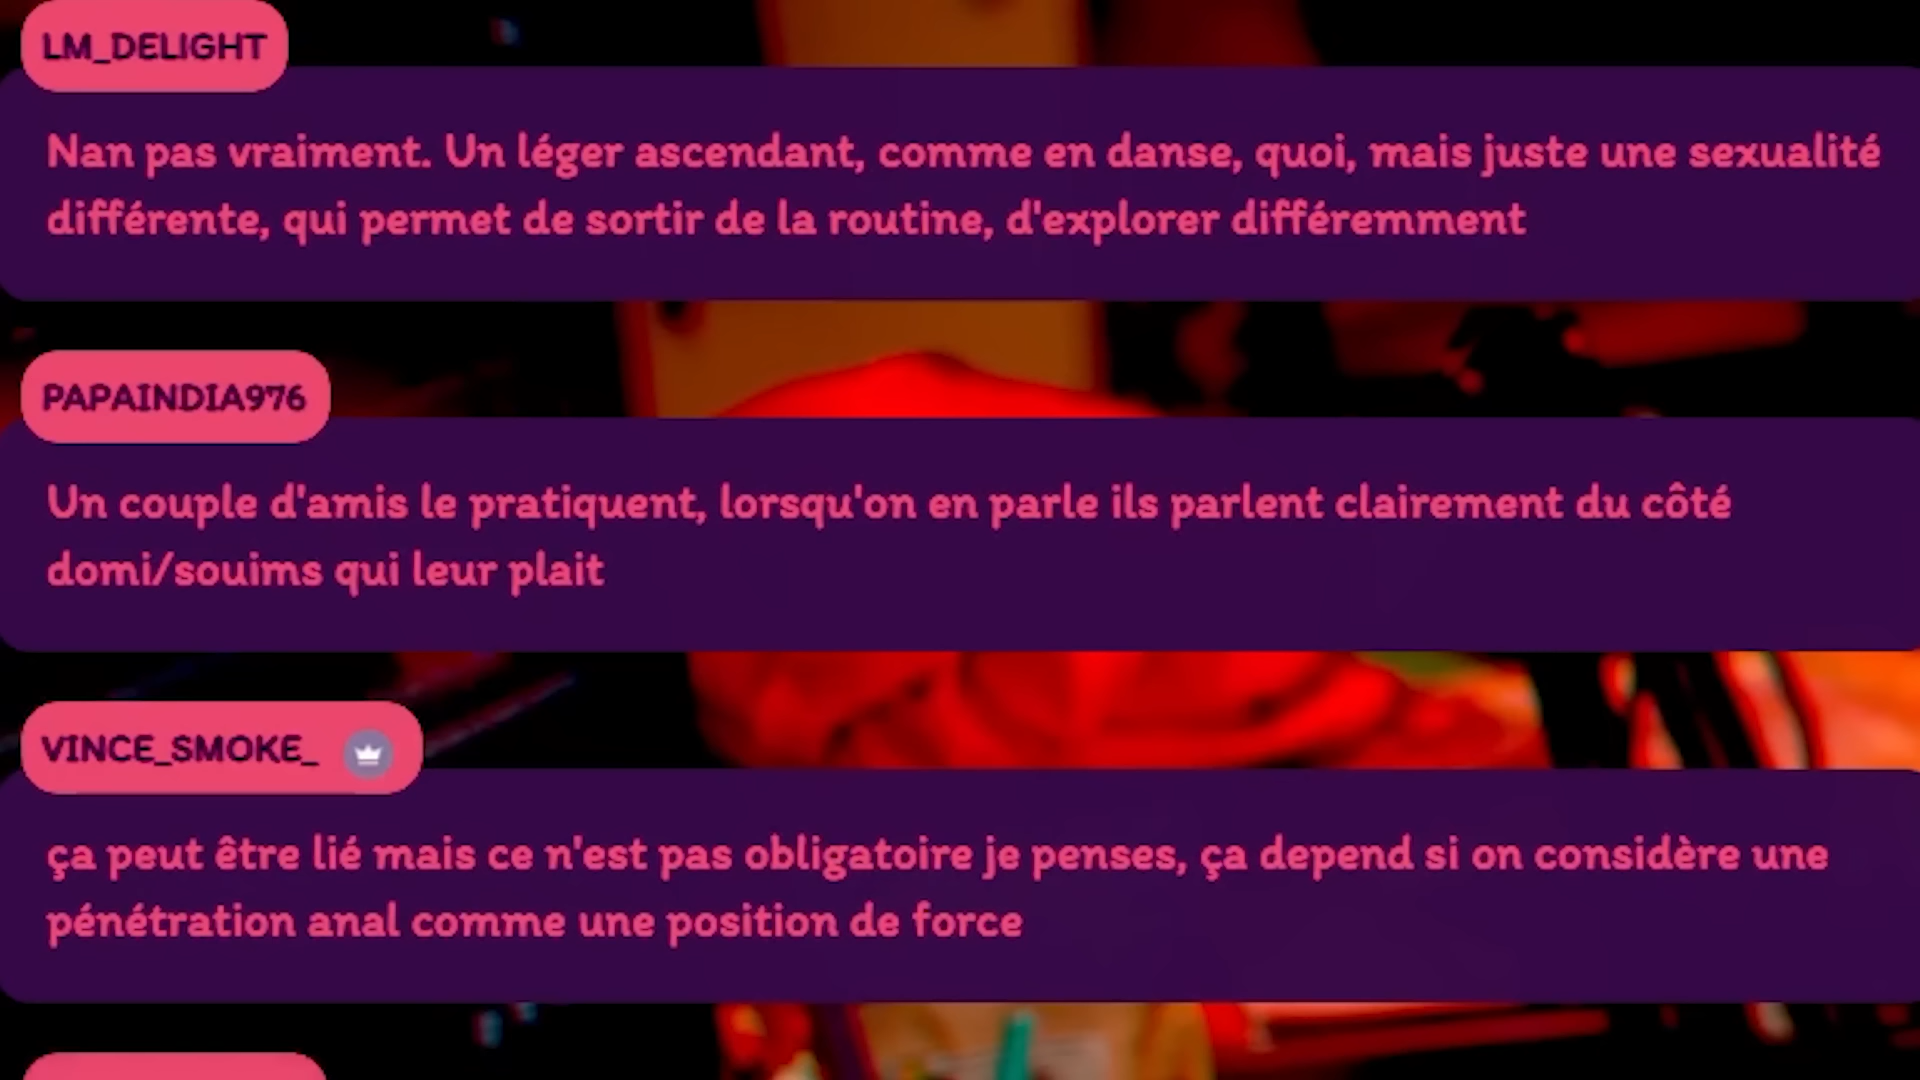 LM_DELIGHT
Nan pas vraiment. Un léger ascendant, comme en danse, quoi, mais juste une sexualité
différente, qui permet de sortir de la routine, d'explorer différemment
PAPAINDIA976
Un couple d'amis le pratiquent, lorsqu'on en parle ils parlent clairement du côté
domi/souims qui leur plait
VINCE_SMOKE_
ça peut être lié mais ce n'est pas obligatoire je penses, ça depend si on considère une
pénétration anal comme une position de force